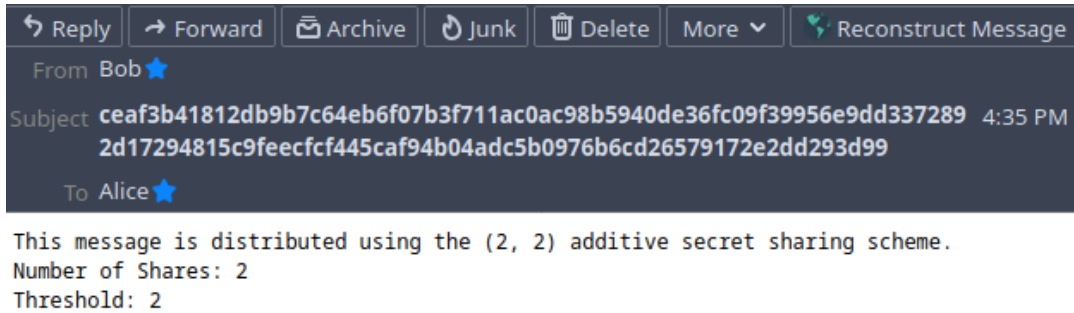 Reply Forward Archive Junk Delete More Reconstruct Message
From Bob
Subject ceaf3b41812db9b7c64eb6f07b3f711ac0ac98b5940de36fc09f39956e9dd337289 4:35 PM
2d17294815c9feecfcf445caf94b04adc5b0976b6cd26579172e2dd293d99
To Alice
This message is distributed using the (2, 2) additive secret sharing scheme.
Number of Shares: 2
Threshold: 2